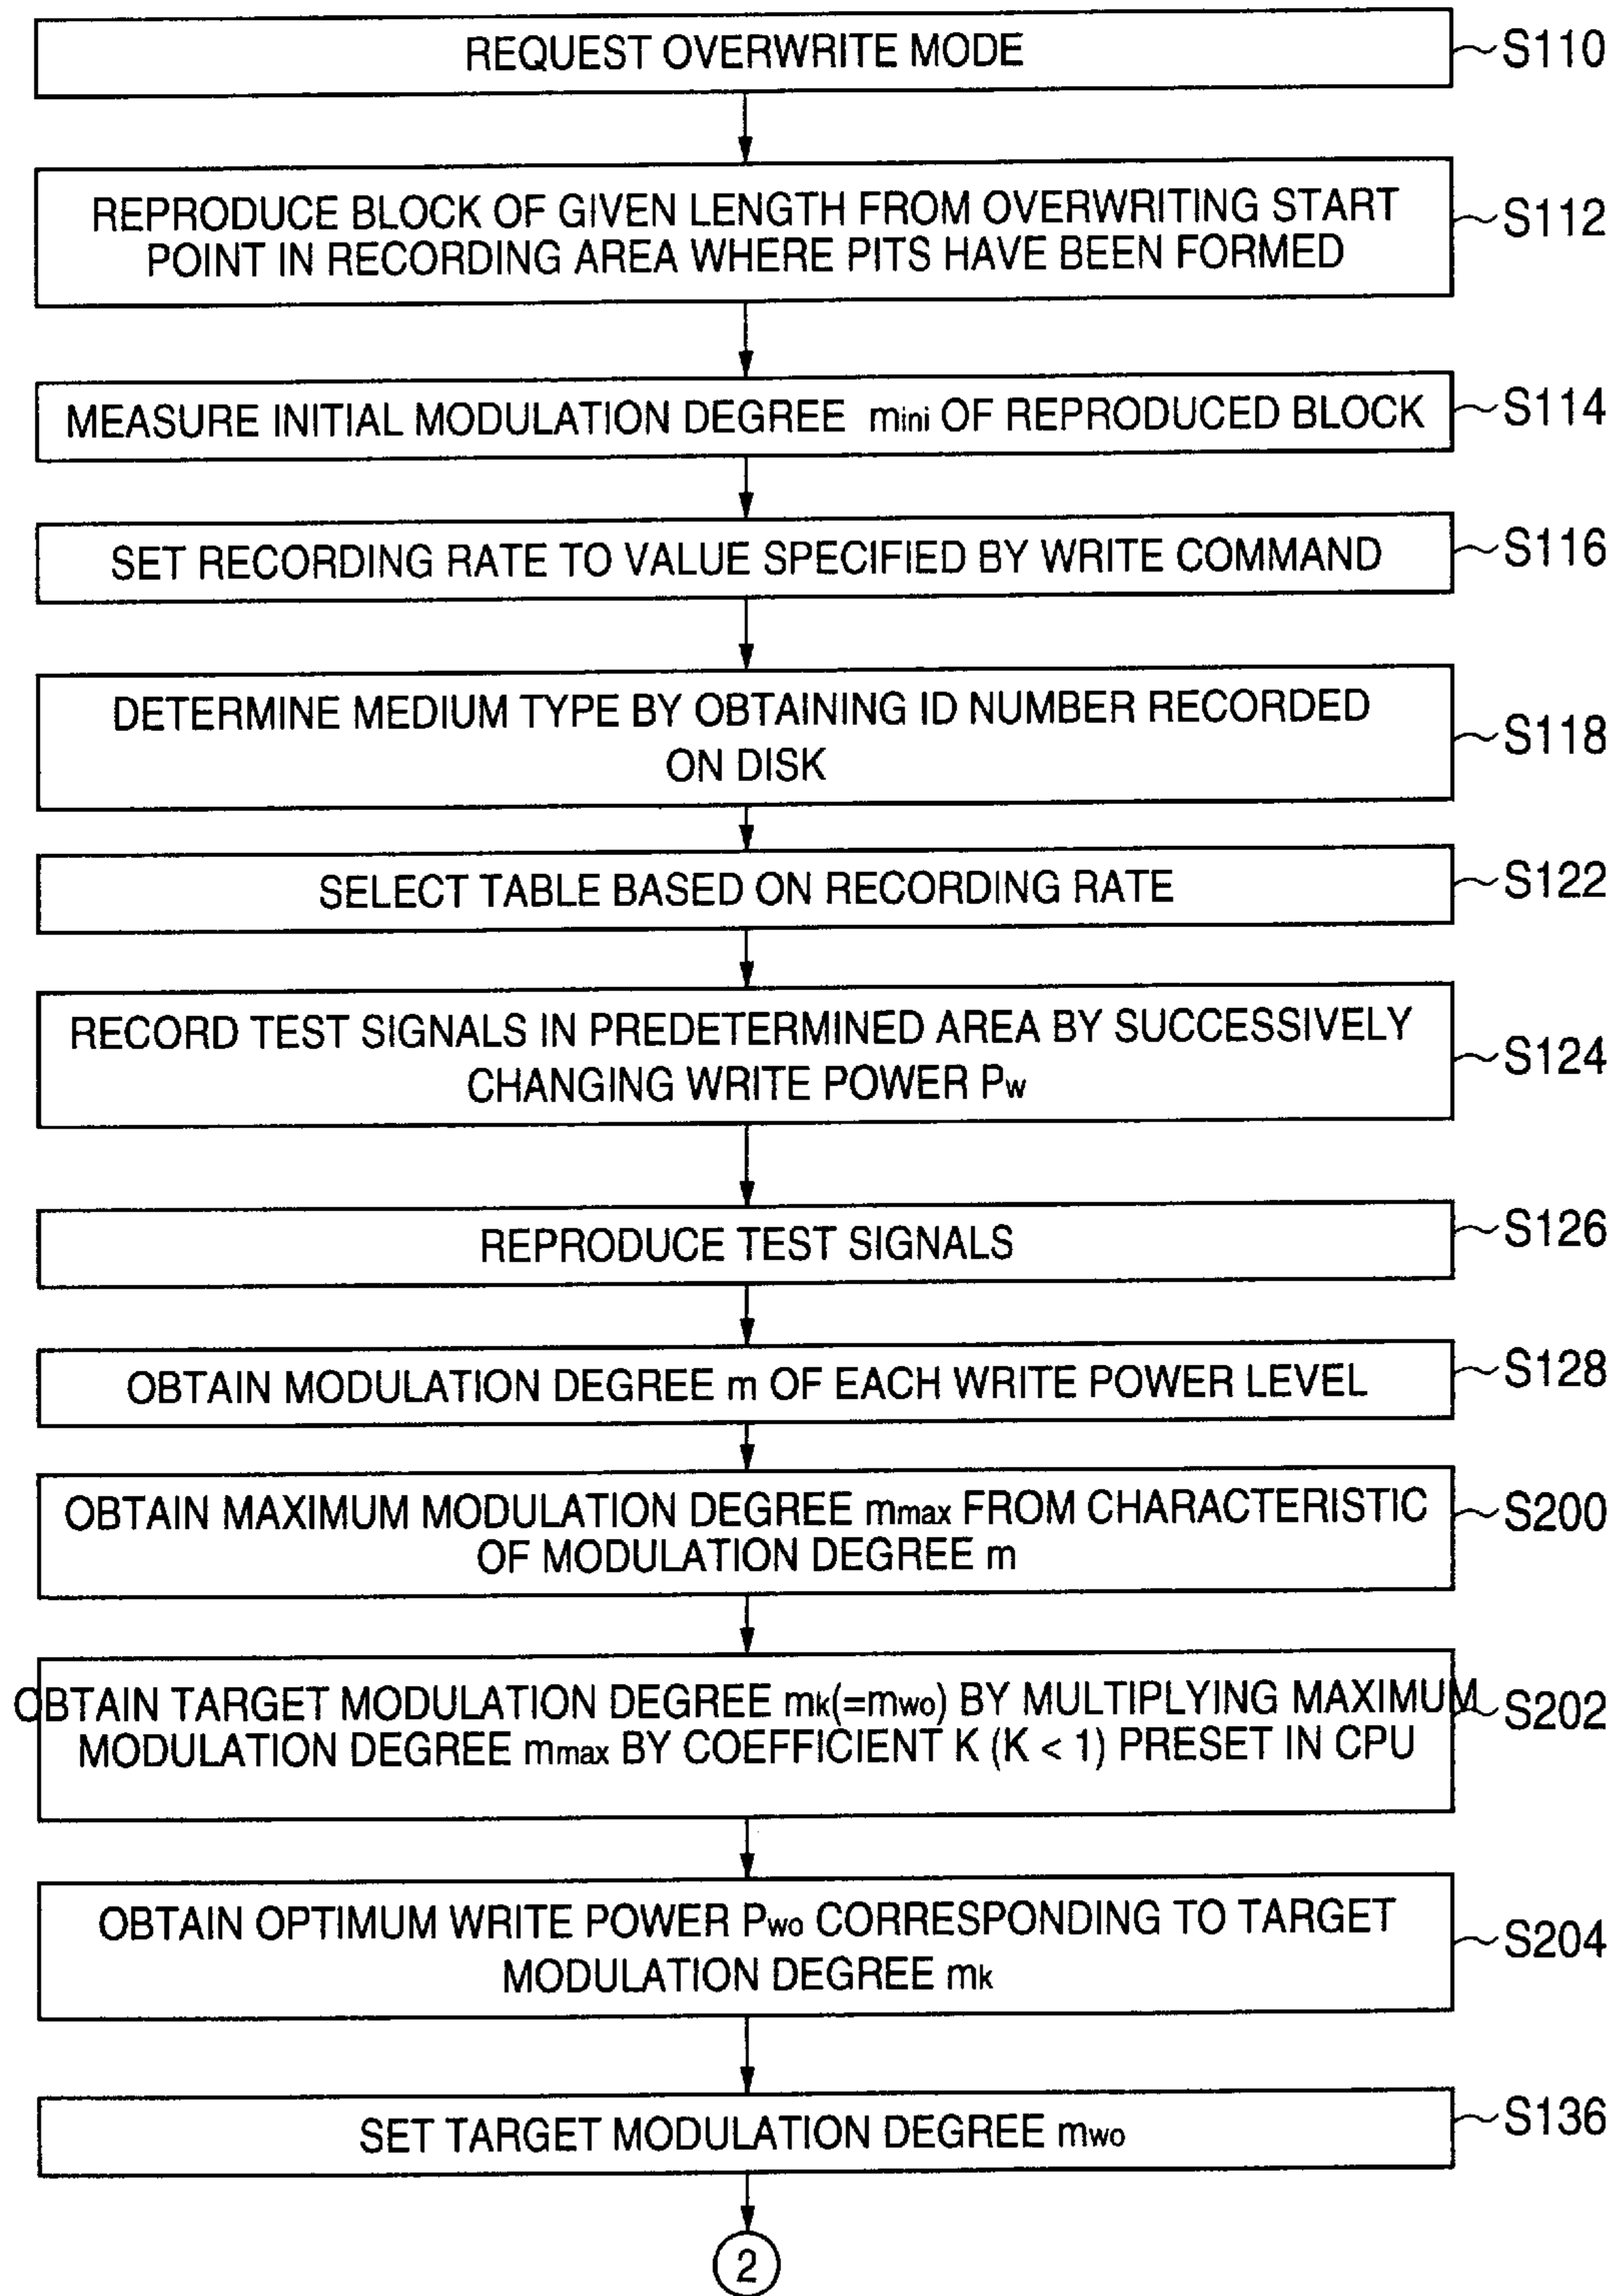 REQUEST OVERWRITE MODE
S110
REPRODUCE BLOCK OF GIVEN LENGTH FROM OVERWRITING START
POINT IN RECORDING AREA WHERE PITS HAVE BEEN FORMED
S112
MEASURE INITIAL MODULATION DEGREE mini OF REPRODUCED BLOCK
S114
SET RECORDING RATE TO VALUE SPECIFIED BY WRITE COMMAND
S116
DETERMINE MEDIUM TYPE BY OBTAINING ID NUMBER RECORDED
ON DISK
S118
SELECT TABLE BASED ON RECORDING RATE
S122
RECORD TEST SIGNALS IN PREDETERMINED AREA BY SUCCESSIVELY
CHANGING WRITE POWER Pw
S124
REPRODUCE TEST SIGNALS
S126
OBTAIN MODULATION DEGREE m OF EACH WRITE POWER LEVEL
S128
OBTAIN MAXIMUM MODULATION DEGREE mmax FROM CHARACTERISTIC
OF MODULATION DEGREE m
S200
OBTAIN TARGET MODULATION DEGREE mk(=mwo) BY MULTIPLYING MAXIMUM
MODULATION DEGREE mmax BY COEFFICIENT K (K < 1) PRESET IN CPU
S202
OBTAIN OPTIMUM WRITE POWER Pwo CORRESPONDING TO TARGET
MODULATION DEGREE mk
S204
SET TARGET MODULATION DEGREE mwo
S136
2